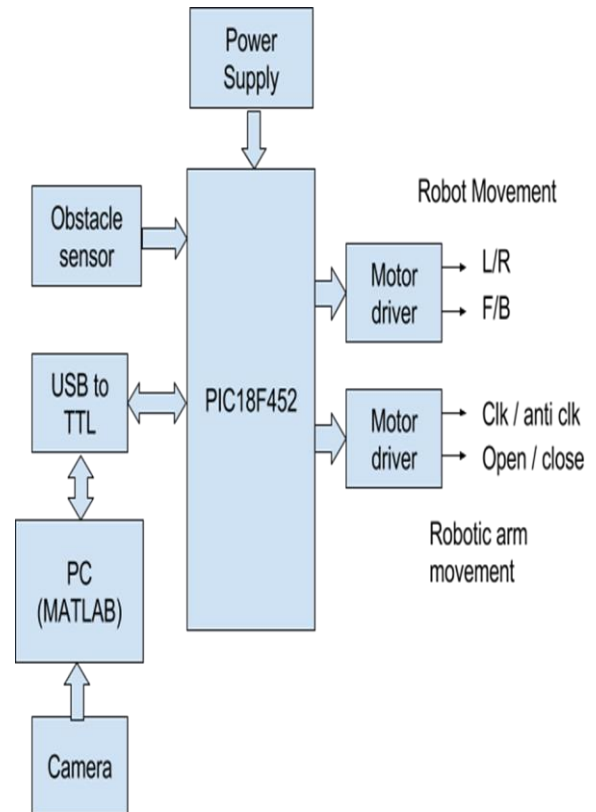 Power
Supply
Robot Movement
Obstacle
sensor
Motor
driver
L/R
F/B
USB to
TTL
PIC18F452
Motor
driver
Clk / anti clk
Open / close
Robotic arm
movement
PC
(MATLAB)
Camera